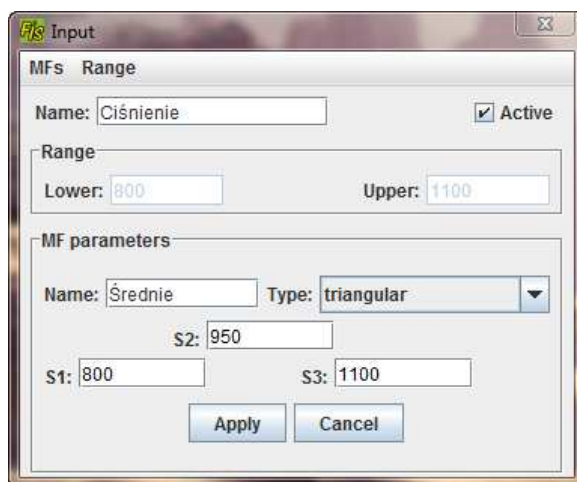 Fis Input
MFs Range
Name: Ciśnienie Active
Range
Lower: 800 Upper: 1100
MF parameters
Name: Średnie Type: triangular
S2: 950
S1: 800 S3: 1100
Apply Cancel